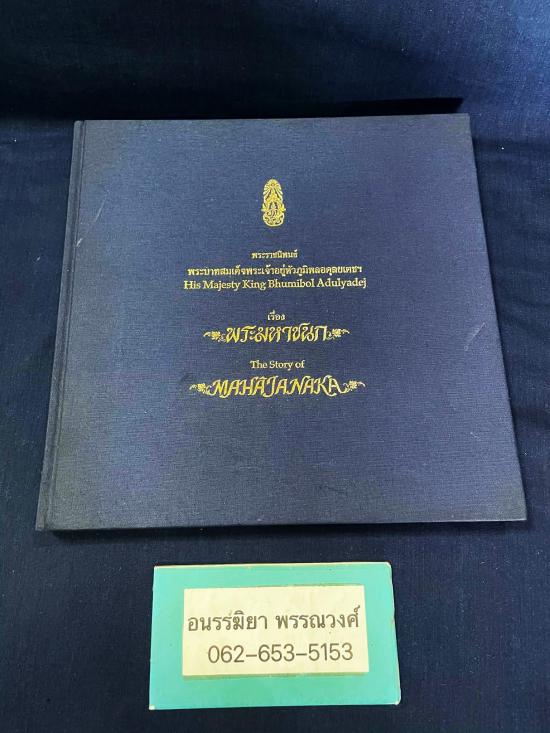 พระราชนิพนธ์
พระบาทสมเด็จพระเจ้าอยู่หัวภูมิพลอดุลยเดชฯ
His Majesty King Bhumibol Adulyadej
เรื่อง
พระมหาชนก
The Story of
MAHAJANAKA
อนรรฆิยา พรรณวงศ์
062-653-5153